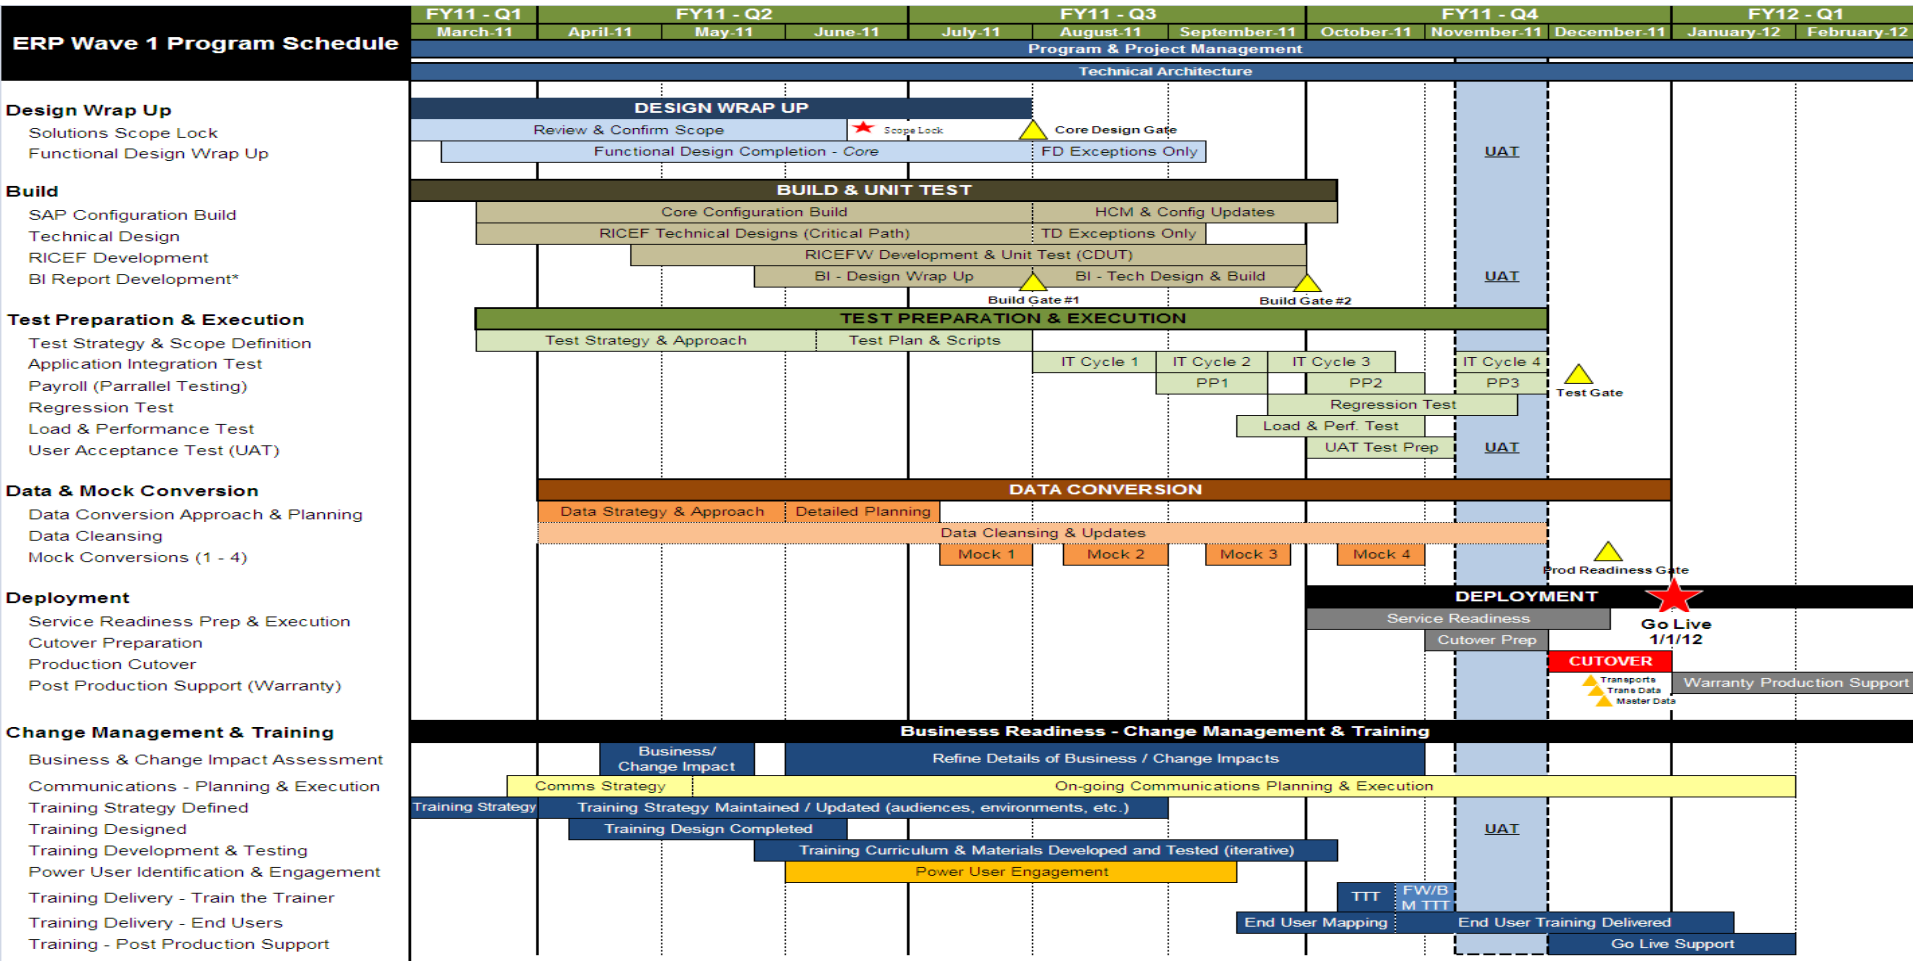 ERP Wave 1 Program Schedule
FY11 - Q1 FY11 - Q2 FY11 - Q3 FY11 - Q4 FY12 - Q1
March-11 April-11 May-11 June-11 July-11 August-11 September-11 October-11 November-11 December-11 January-12 February-12
Program & Project Management
Technical Architecture
Design Wrap Up
DESIGN WRAP UP
Solutions Scope Lock
Review & Confirm Scope
Scope Lock
Core Design Gate
Functional Design Wrap Up
Functional Design Completion - Core
FD Exceptions Only
UAT
Build
BUILD & UNIT TEST
SAP Configuration Build
Core Configuration Build
HCM & Config Updates
Technical Design
RICEF Technical Designs (Critical Path)
TD Exceptions Only
RICEF Development
RICEFW Development & Unit Test (CDUT)
BI Report Development*
BI - Design Wrap Up
BI - Tech Design & Build
UAT
Build Gate #1
Build Gate #2
Test Preparation & Execution
TEST PREPARATION & EXECUTION
Test Strategy & Scope Definition
Test Strategy & Approach
Test Plan & Scripts
Application Integration Test
IT Cycle 1
IT Cycle 2
IT Cycle 3
IT Cycle 4
Payroll (Parrallel Testing)
PP1
PP2
PP3
Test Gate
Regression Test
Regression Test
Load & Performance Test
Load & Perf. Test
User Acceptance Test (UAT)
UAT Test Prep
UAT
Data & Mock Conversion
DATA CONVERSION
Data Conversion Approach & Planning
Data Strategy & Approach
Detailed Planning
Data Cleansing
Data Cleansing & Updates
Mock Conversions (1 - 4)
Mock 1
Mock 2
Mock 3
Mock 4
Prod Readiness Gate
Deployment
DEPLOYMENT
Service Readiness Prep & Execution
Service Readiness
Go Live
1/1/12
Cutover Preparation
Cutover Prep
Production Cutover
CUTOVER
Post Production Support (Warranty)
Transports
Trans Data
Master Data
Warranty Production Support
Change Management & Training
Businesss Readiness - Change Management & Training
Business & Change Impact Assessment
Business/
Change Impact
Refine Details of Business / Change Impacts
Communications - Planning & Execution
Comms Strategy
On-going Communications Planning & Execution
Training Strategy Defined
Training Strategy
Training Strategy Maintained / Updated (audiences, environments, etc.)
Training Designed
Training Design Completed
UAT
Training Development & Testing
Training Curriculum & Materials Developed and Tested (iterative)
Power User Identification & Engagement
Power User Engagement
Training Delivery - Train the Trainer
TTT
FW/B
M TTT
Training Delivery - End Users
End User Mapping
End User Training Delivered
Training - Post Production Support
Go Live Support